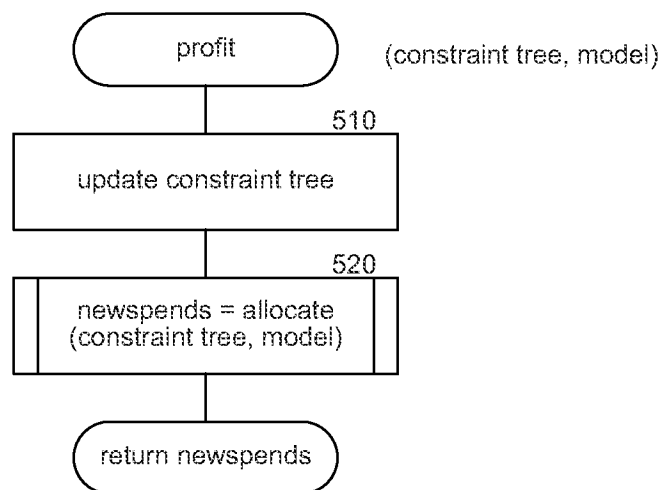 profit
(constraint tree, model)
510
update constraint tree
520
newspends = allocate
(constraint tree, model)
return newspends